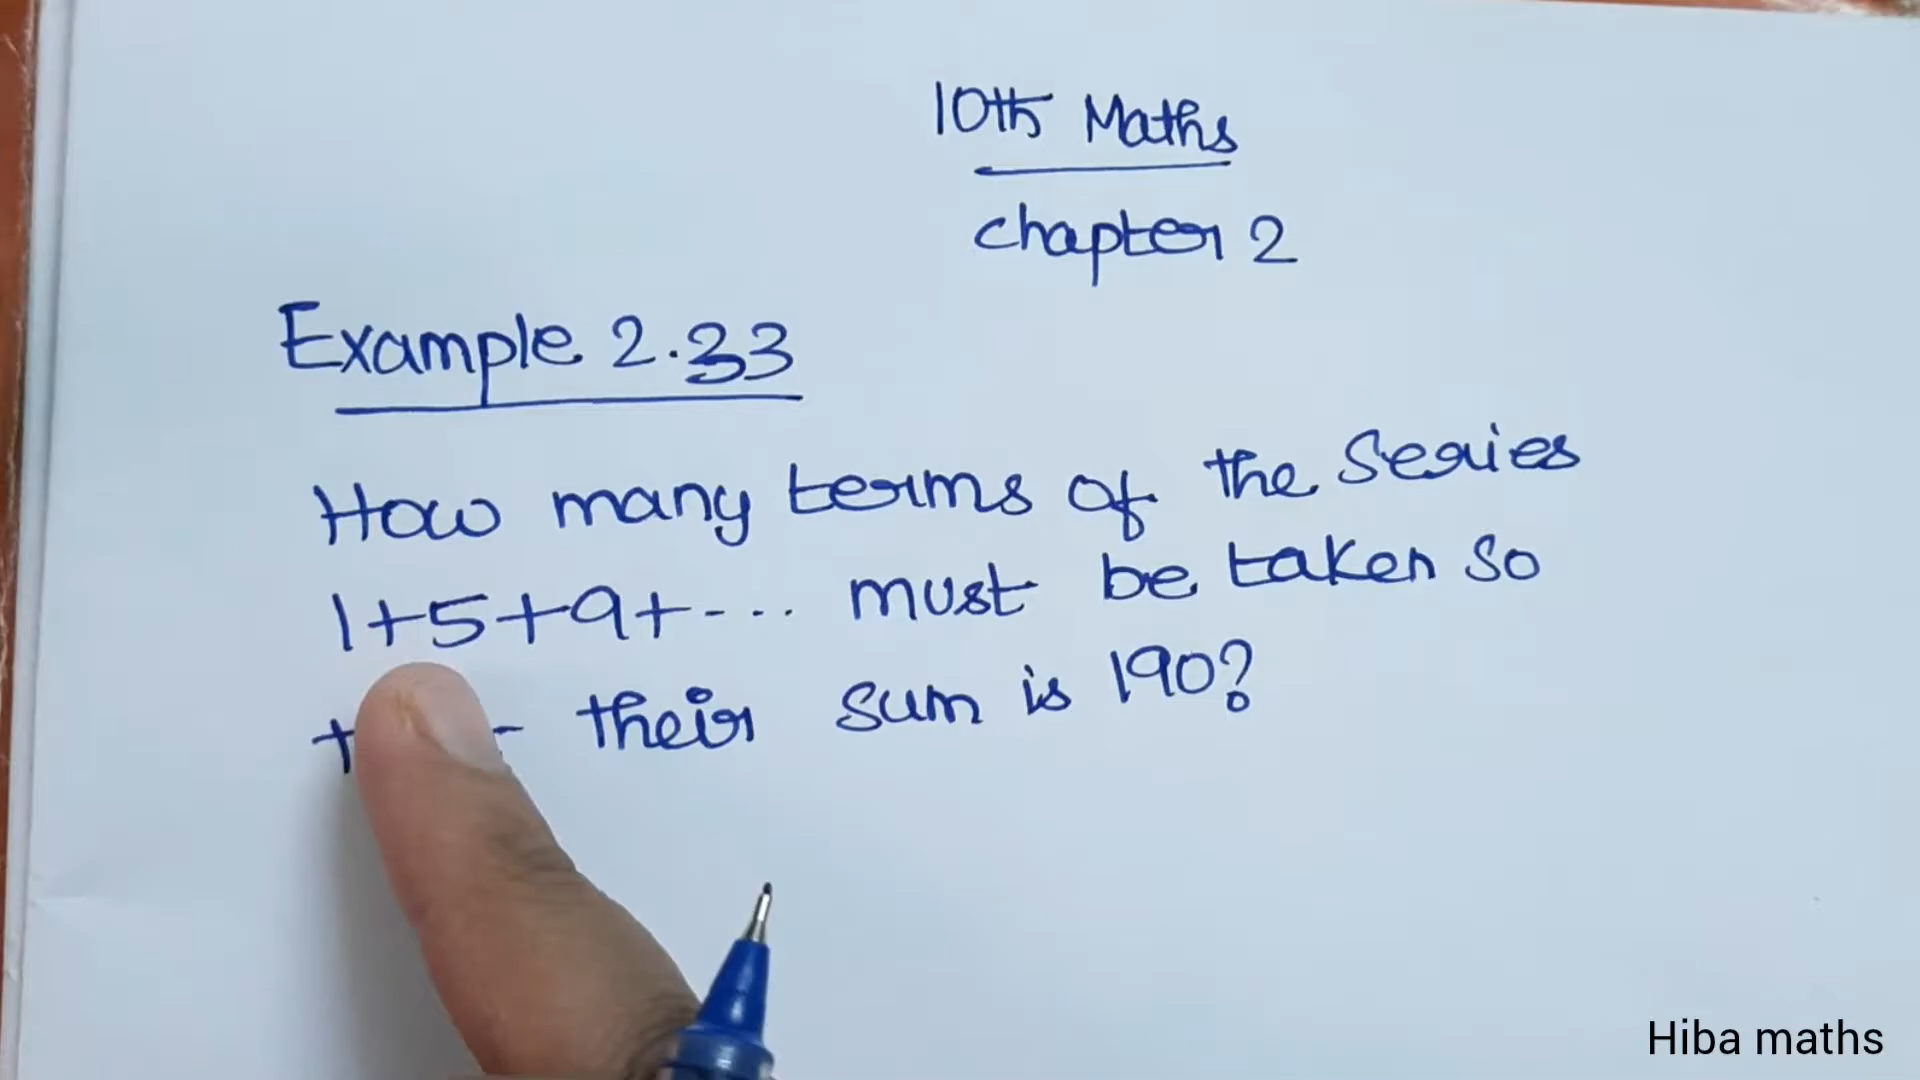 10th Maths
Chapter 2
Example 2.33
How many terms of the series
1+5+9+--... must be taken so
their sum is 190?
Hiba maths